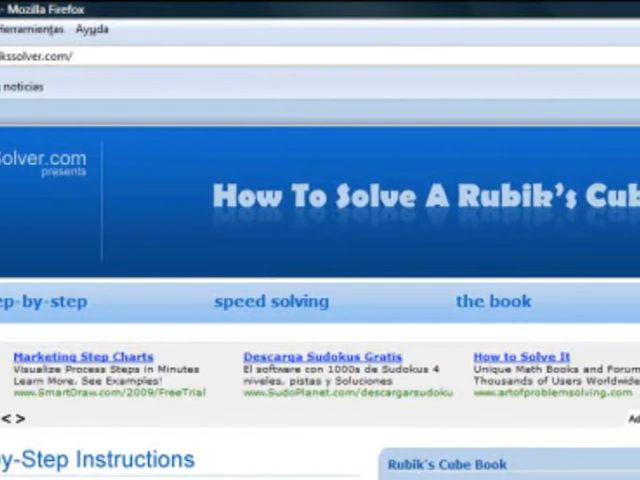 - Mozilla Firefox
Herramientas Ayuda
kssolver.com/
noticias
Solver.com
presents
How To Solve A Rubik's Cub
ep-by-step speed solving the book
Marketing Step Charts
Visualize Process Steps in Minutes
Learn More. See Examples!
www.SmartDraw.com/2009/FreeTrial
Descarga Sudokus Gratis
El software con 1000s de Sudokus 4
niveles, pistas y Soluciones
www.SudoPlanet.com/descargarsudoku
How to Solve It
Unique Math Books and Forum
Thousands of Users Worldwide
www.artofproblemsolving.com
< > Ad
y-Step Instructions
Rubik's Cube Book